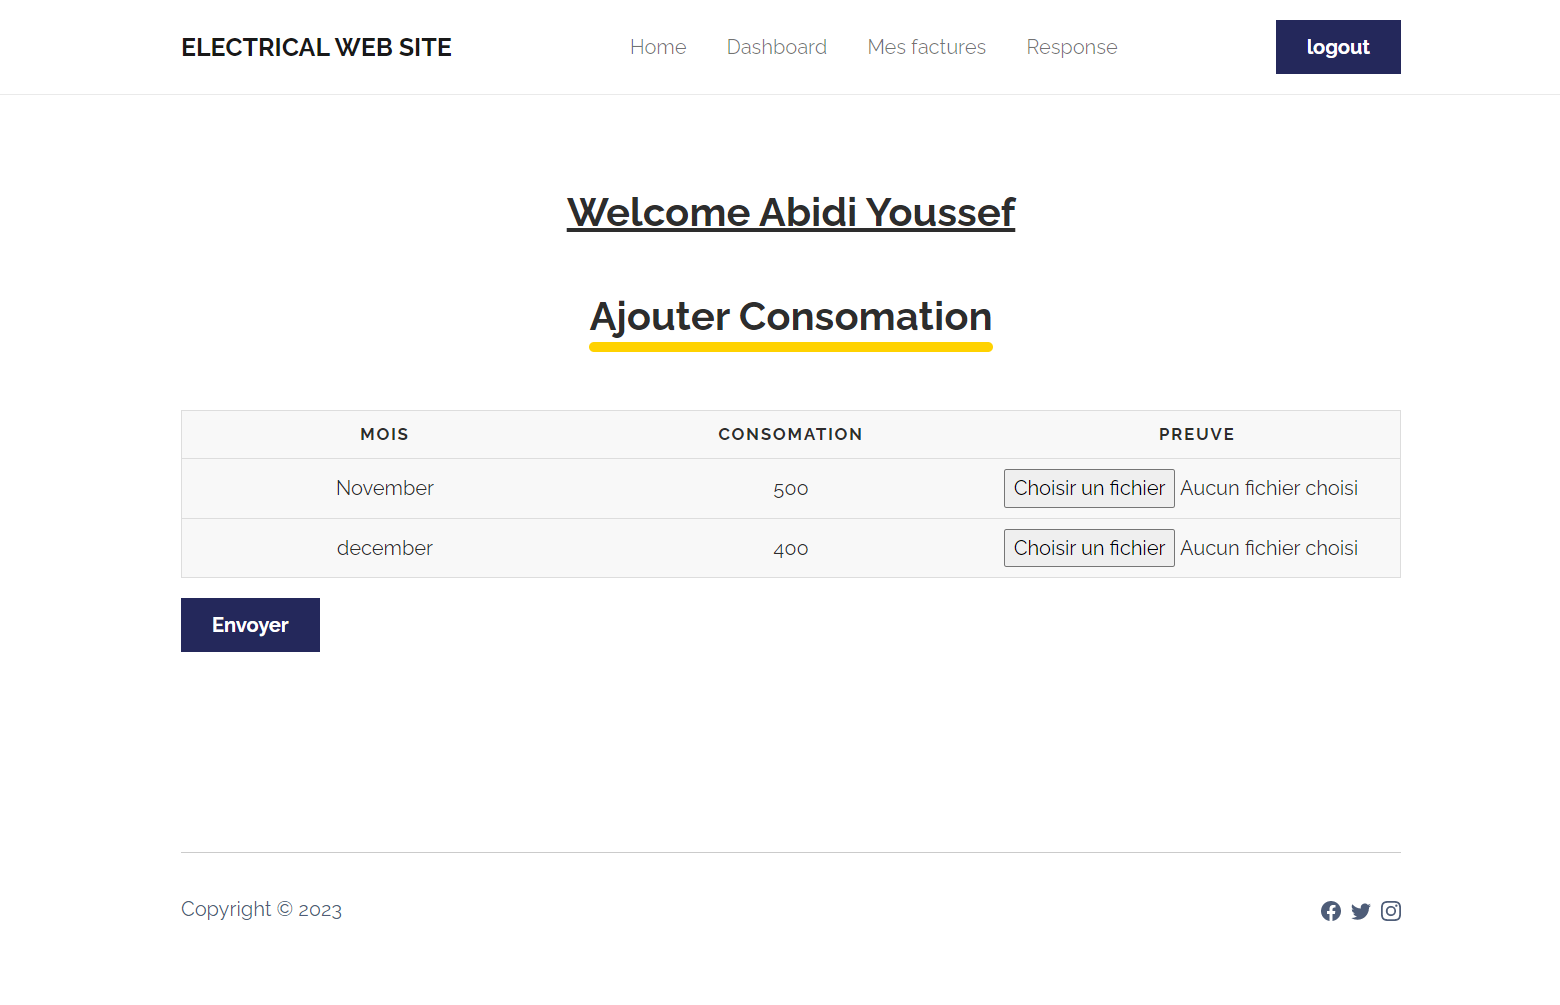 ELECTRICAL WEB SITE Home Dashboard Mes factures Response logout
Welcome Abidi Youssef
Ajouter Consomation
MOIS CONSOMATION PREUVE
November 500 Choisir un fichier Aucun fichier choisi
december 400 Choisir un fichier Aucun fichier choisi
Envoyer
Copyright © 2023